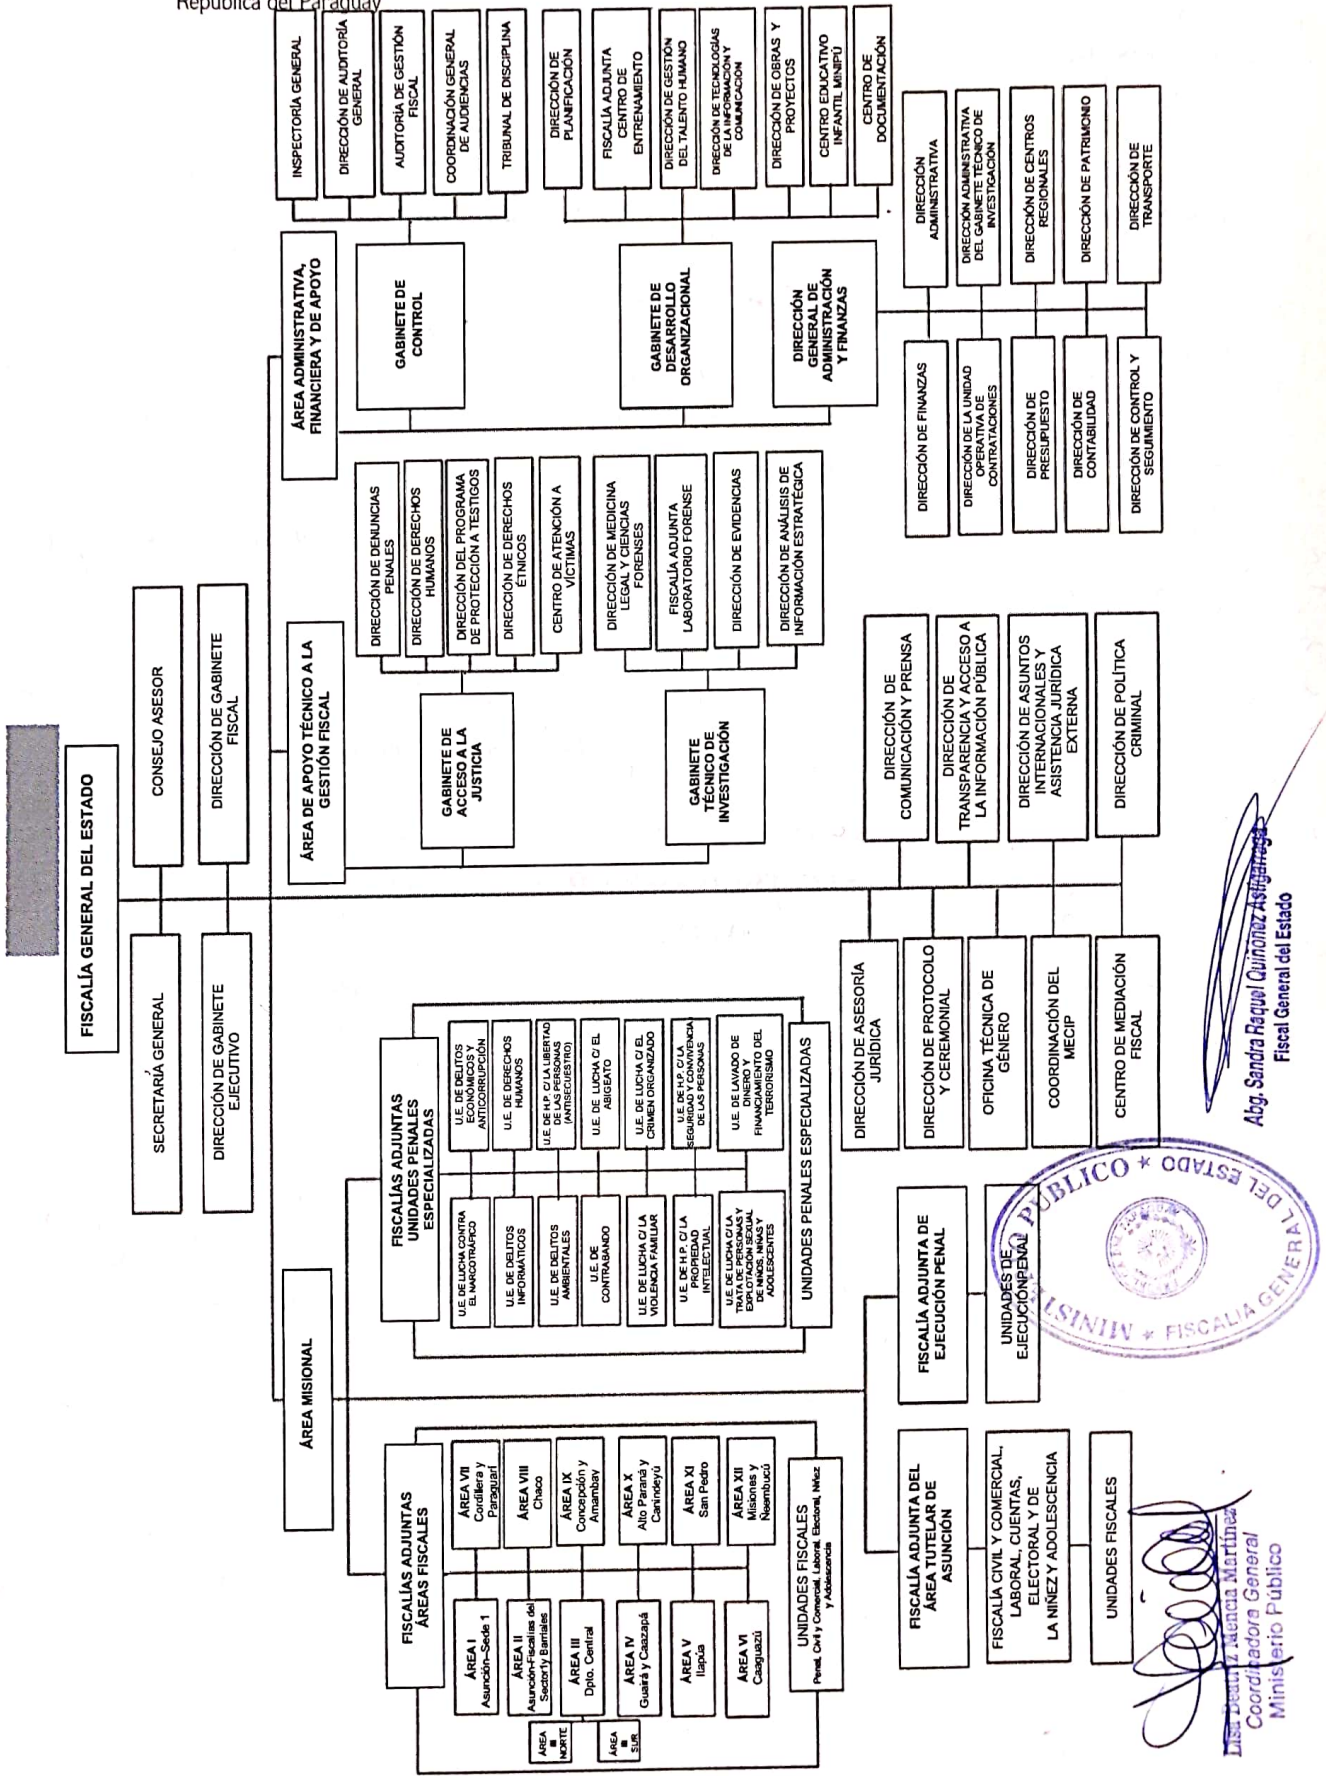 República del Paraguay
FISCALÍA GENERAL DEL ESTADO
SECRETARÍA GENERAL
CONSEJO ASESOR
DIRECCIÓN DE GABINETE
EJECUTIVO
DIRECCIÓN DE GABINETE
FISCAL
ÁREA MISIONAL
FISCALÍAS ADJUNTAS
ÁREAS FISCALES
ÁREA I
Asunción–Sede 1
ÁREA VII
Cordillera y
Paraguarí
ÁREA II
Asunción-Fiscalías del
Sector y Barriales
ÁREA VIII
Chaco
ÁREA III
Dpto. Central
ÁREA IX
Concepción y
Amambay
ÁREA
III
NORTE
ÁREA
III
SUR
ÁREA IV
Guairá y Caazapá
ÁREA X
Alto Paraná y
Canindeyú
ÁREA V
Itapúa
ÁREA XI
San Pedro
ÁREA VI
Caaguazú
ÁREA XII
Misiones y
Ñeembucú
UNIDADES FISCALES
Penal, Civil y Comercial, Laboral, Electoral, Niñez
y Adolescencia
FISCALÍAS ADJUNTAS
UNIDADES PENALES
ESPECIALIZADAS
U.E. DE LUCHA CONTRA
EL NARCOTRÁFICO
U.E. DE DELITOS
ECONÓMICOS Y
ANTICORRUPCIÓN
U.E. DE DELITOS
INFORMÁTICOS
U.E. DE DERECHOS
HUMANOS
U.E. DE DELITOS
AMBIENTALES
U.E. DE H.P. C/ LA LIBERTAD
DE LAS PERSONAS
(ANTISECUESTRO)
U.E. DE
CONTRABANDO
U.E. DE LUCHA C/ EL
ABIGEATO
U.E. DE LUCHA C/ LA
VIOLENCIA FAMILIAR
U.E. DE LUCHA C/ EL
CRIMEN ORGANIZADO
U.E. DE H.P. C/ LA
PROPIEDAD
INTELECTUAL
U.E. DE H.P. C/ LA
SEGURIDAD Y CONVIVENCIA
DE LAS PERSONAS
U.E. DE LUCHA C/ LA
TRATA DE PERSONAS Y
EXPLOTACIÓN SEXUAL
DE NIÑOS, NIÑAS Y
ADOLESCENTES
U.E. DE LAVADO DE
DINERO Y
FINANCIAMIENTO DEL
TERRORISMO
UNIDADES PENALES ESPECIALIZADAS
FISCALÍA ADJUNTA DEL
ÁREA TUTELAR DE
ASUNCIÓN
FISCALÍA CIVIL Y COMERCIAL,
LABORAL, CUENTAS,
ELECTORAL Y DE
LA NIÑEZ Y ADOLESCENCIA
UNIDADES FISCALES
FISCALÍA ADJUNTA DE
EJECUCIÓN PENAL
UNIDADES DE
EJECUCIÓN PENAL
ÁREA DE APOYO TÉCNICO A LA
GESTIÓN FISCAL
GABINETE DE
ACCESO A LA
JUSTICIA
DIRECCIÓN DE DENUNCIAS
PENALES
DIRECCIÓN DE DERECHOS
HUMANOS
DIRECCIÓN DEL PROGRAMA
DE PROTECCIÓN A TESTIGOS
DIRECCIÓN DE DERECHOS
ÉTNICOS
CENTRO DE ATENCIÓN A
VÍCTIMAS
GABINETE
TÉCNICO DE
INVESTIGACIÓN
DIRECCIÓN DE MEDICINA
LEGAL Y CIENCIAS
FORENSES
FISCALÍA ADJUNTA
LABORATORIO FORENSE
DIRECCIÓN DE EVIDENCIAS
DIRECCIÓN DE ANÁLISIS DE
INFORMACIÓN ESTRATÉGICA
ÁREA ADMINISTRATIVA,
FINANCIERA Y DE APOYO
GABINETE DE
CONTROL
INSPECTORÍA GENERAL
DIRECCIÓN DE AUDITORÍA
GENERAL
AUDITORÍA DE GESTIÓN
FISCAL
COORDINACIÓN GENERAL
DE AUDIENCIAS
TRIBUNAL DE DISCIPLINA
GABINETE DE
DESARROLLO
ORGANIZACIONAL
DIRECCIÓN DE
PLANIFICACIÓN
FISCALÍA ADJUNTA
CENTRO DE
ENTRENAMIENTO
DIRECCIÓN DE GESTIÓN
DEL TALENTO HUMANO
DIRECCIÓN DE TECNOLOGÍAS
DE LA INFORMACIÓN Y
COMUNICACIÓN
DIRECCIÓN DE OBRAS Y
PROYECTOS
CENTRO EDUCATIVO
INFANTIL MINIPÚ
CENTRO DE
DOCUMENTACIÓN
DIRECCIÓN
GENERAL DE
ADMINISTRACIÓN
Y FINANZAS
DIRECCIÓN DE FINANZAS
DIRECCIÓN
ADMINISTRATIVA
DIRECCIÓN DE LA UNIDAD
OPERATIVA DE
CONTRATACIONES
DIRECCIÓN ADMINISTRATIVA
DEL GABINETE TÉCNICO DE
INVESTIGACIÓN
DIRECCIÓN DE
PRESUPUESTO
DIRECCIÓN DE CENTROS
REGIONALES
DIRECCIÓN DE
CONTABILIDAD
DIRECCIÓN DE PATRIMONIO
DIRECCIÓN DE CONTROL Y
SEGUIMIENTO
DIRECCIÓN DE
TRANSPORTE
DIRECCIÓN DE ASESORÍA
JURÍDICA
DIRECCIÓN DE
COMUNICACIÓN Y PRENSA
DIRECCIÓN DE PROTOCOLO
Y CEREMONIAL
DIRECCIÓN DE
TRANSPARENCIA Y ACCESO A
LA INFORMACIÓN PÚBLICA
OFICINA TÉCNICA DE
GÉNERO
DIRECCIÓN DE ASUNTOS
INTERNACIONALES Y
ASISTENCIA JURÍDICA
EXTERNA
COORDINACIÓN DEL
MECIP
CENTRO DE MEDIACIÓN
FISCAL
DIRECCIÓN DE POLÍTICA
CRIMINAL
MINISTERIO PÚBLICO * FISCALIA GENERAL DEL ESTADO *
Abg. Sandra Raquel Quiñonez Astigarraga
Fiscal General del Estado
Mencia Martínez
Coordinadora General
Ministerio Público